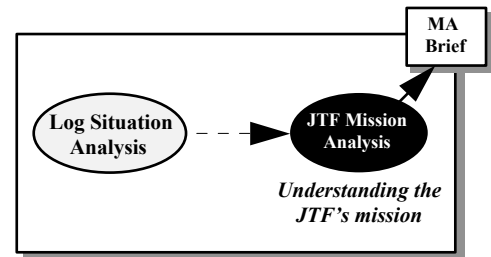 MA
Brief
Log Situation
Analysis
JTF Mission
Analysis
Understanding the
JTF's mission